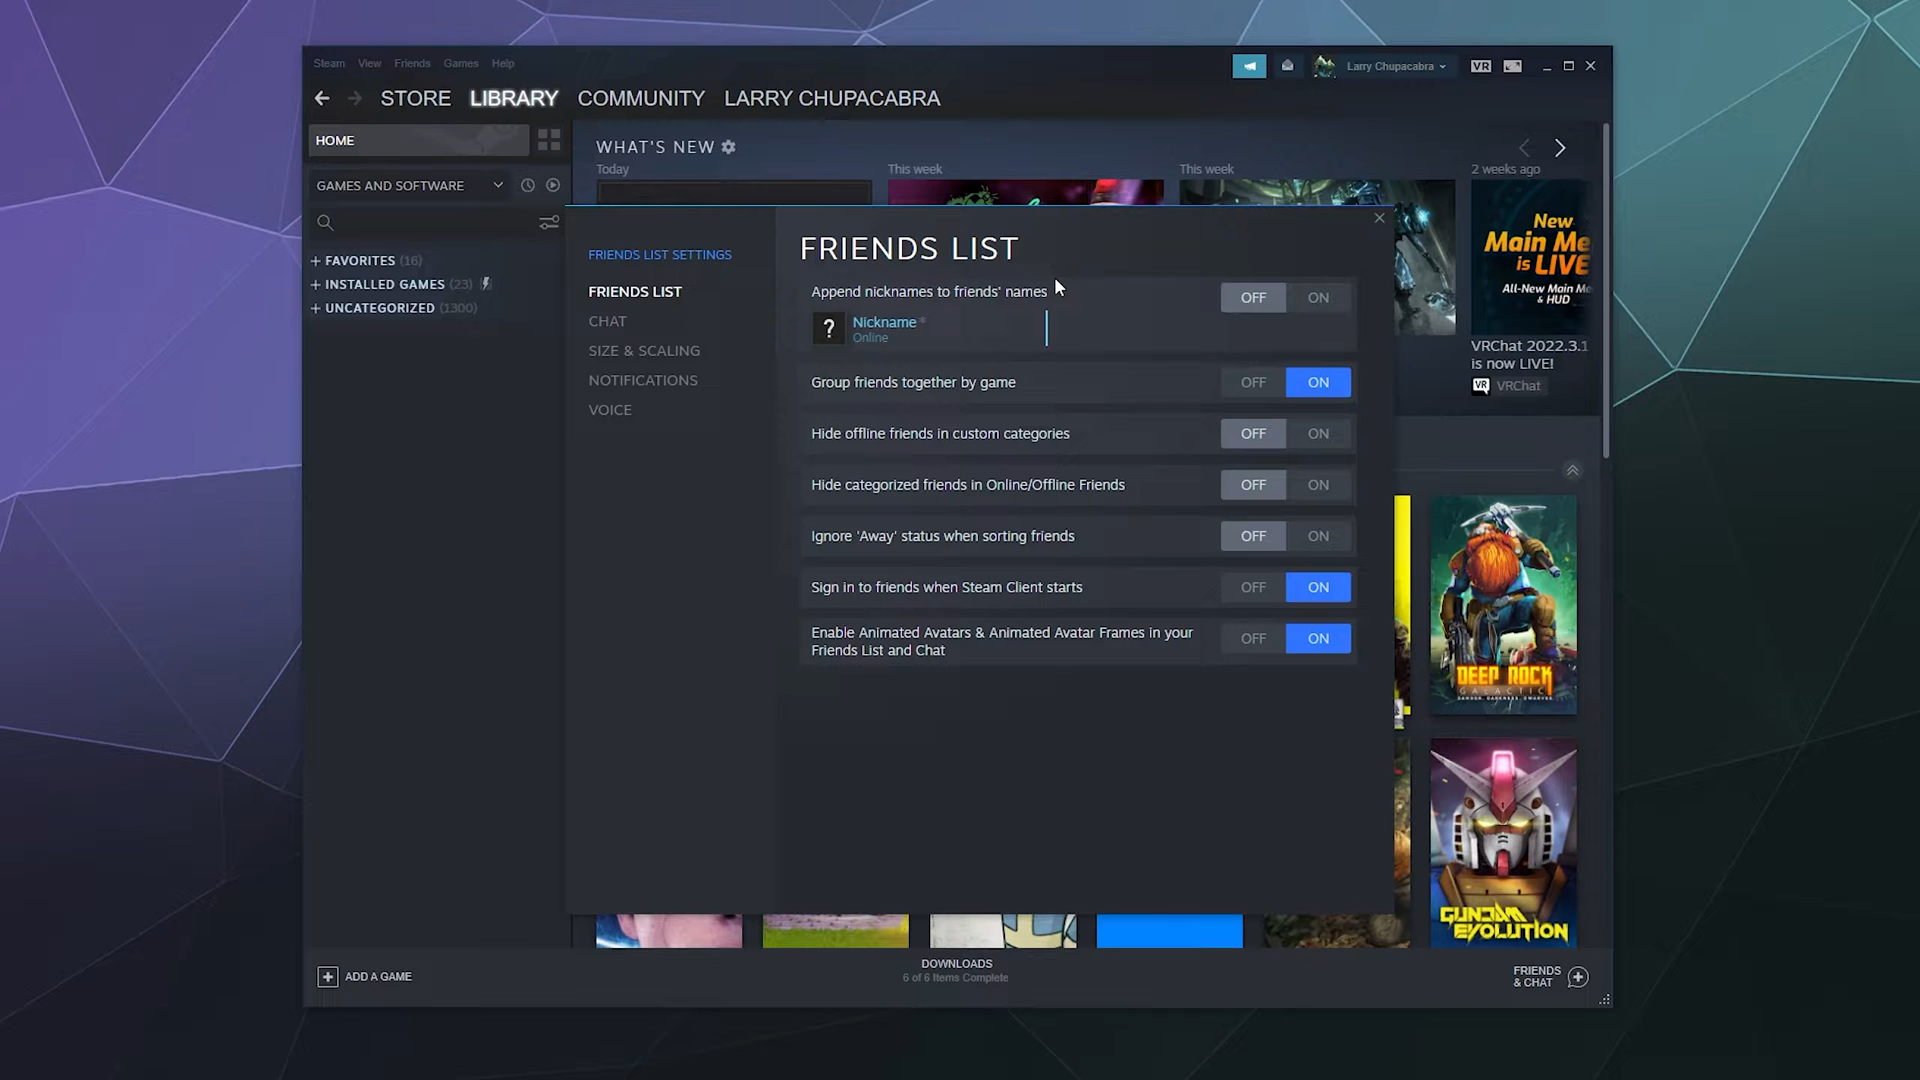 Steam View Friends Games Help
Larry Chupacabra
VR
STORE LIBRARY COMMUNITY LARRY CHUPACABRA
HOME
GAMES AND SOFTWARE
FAVORITES (16)
INSTALLED GAMES (23)
UNCATEGORIZED (1300)
WHAT'S NEW
Today
This week
This week
2 weeks ago
New
Main Me
is LIVE
All-New Main Me
& HUD
VRChat 2022.3.1
is now LIVE!
VR VRChat
FRIENDS LIST SETTINGS
FRIENDS LIST
CHAT
SIZE & SCALING
NOTIFICATIONS
VOICE
FRIENDS LIST
Append nicknames to friends' names
OFF ON
? Nickname *
Online
Group friends together by game
OFF ON
Hide offline friends in custom categories
OFF ON
Hide categorized friends in Online/Offline Friends
OFF ON
Ignore 'Away' status when sorting friends
OFF ON
Sign in to friends when Steam Client starts
OFF ON
Enable Animated Avatars & Animated Avatar Frames in your
Friends List and Chat
OFF ON
DEEP ROCK
GALACTIC
DANGER. DARKNESS. DWARVES.
GUNDAM
EVOLUTION
ADD A GAME
DOWNLOADS
6 of 6 Items Complete
FRIENDS
& CHAT